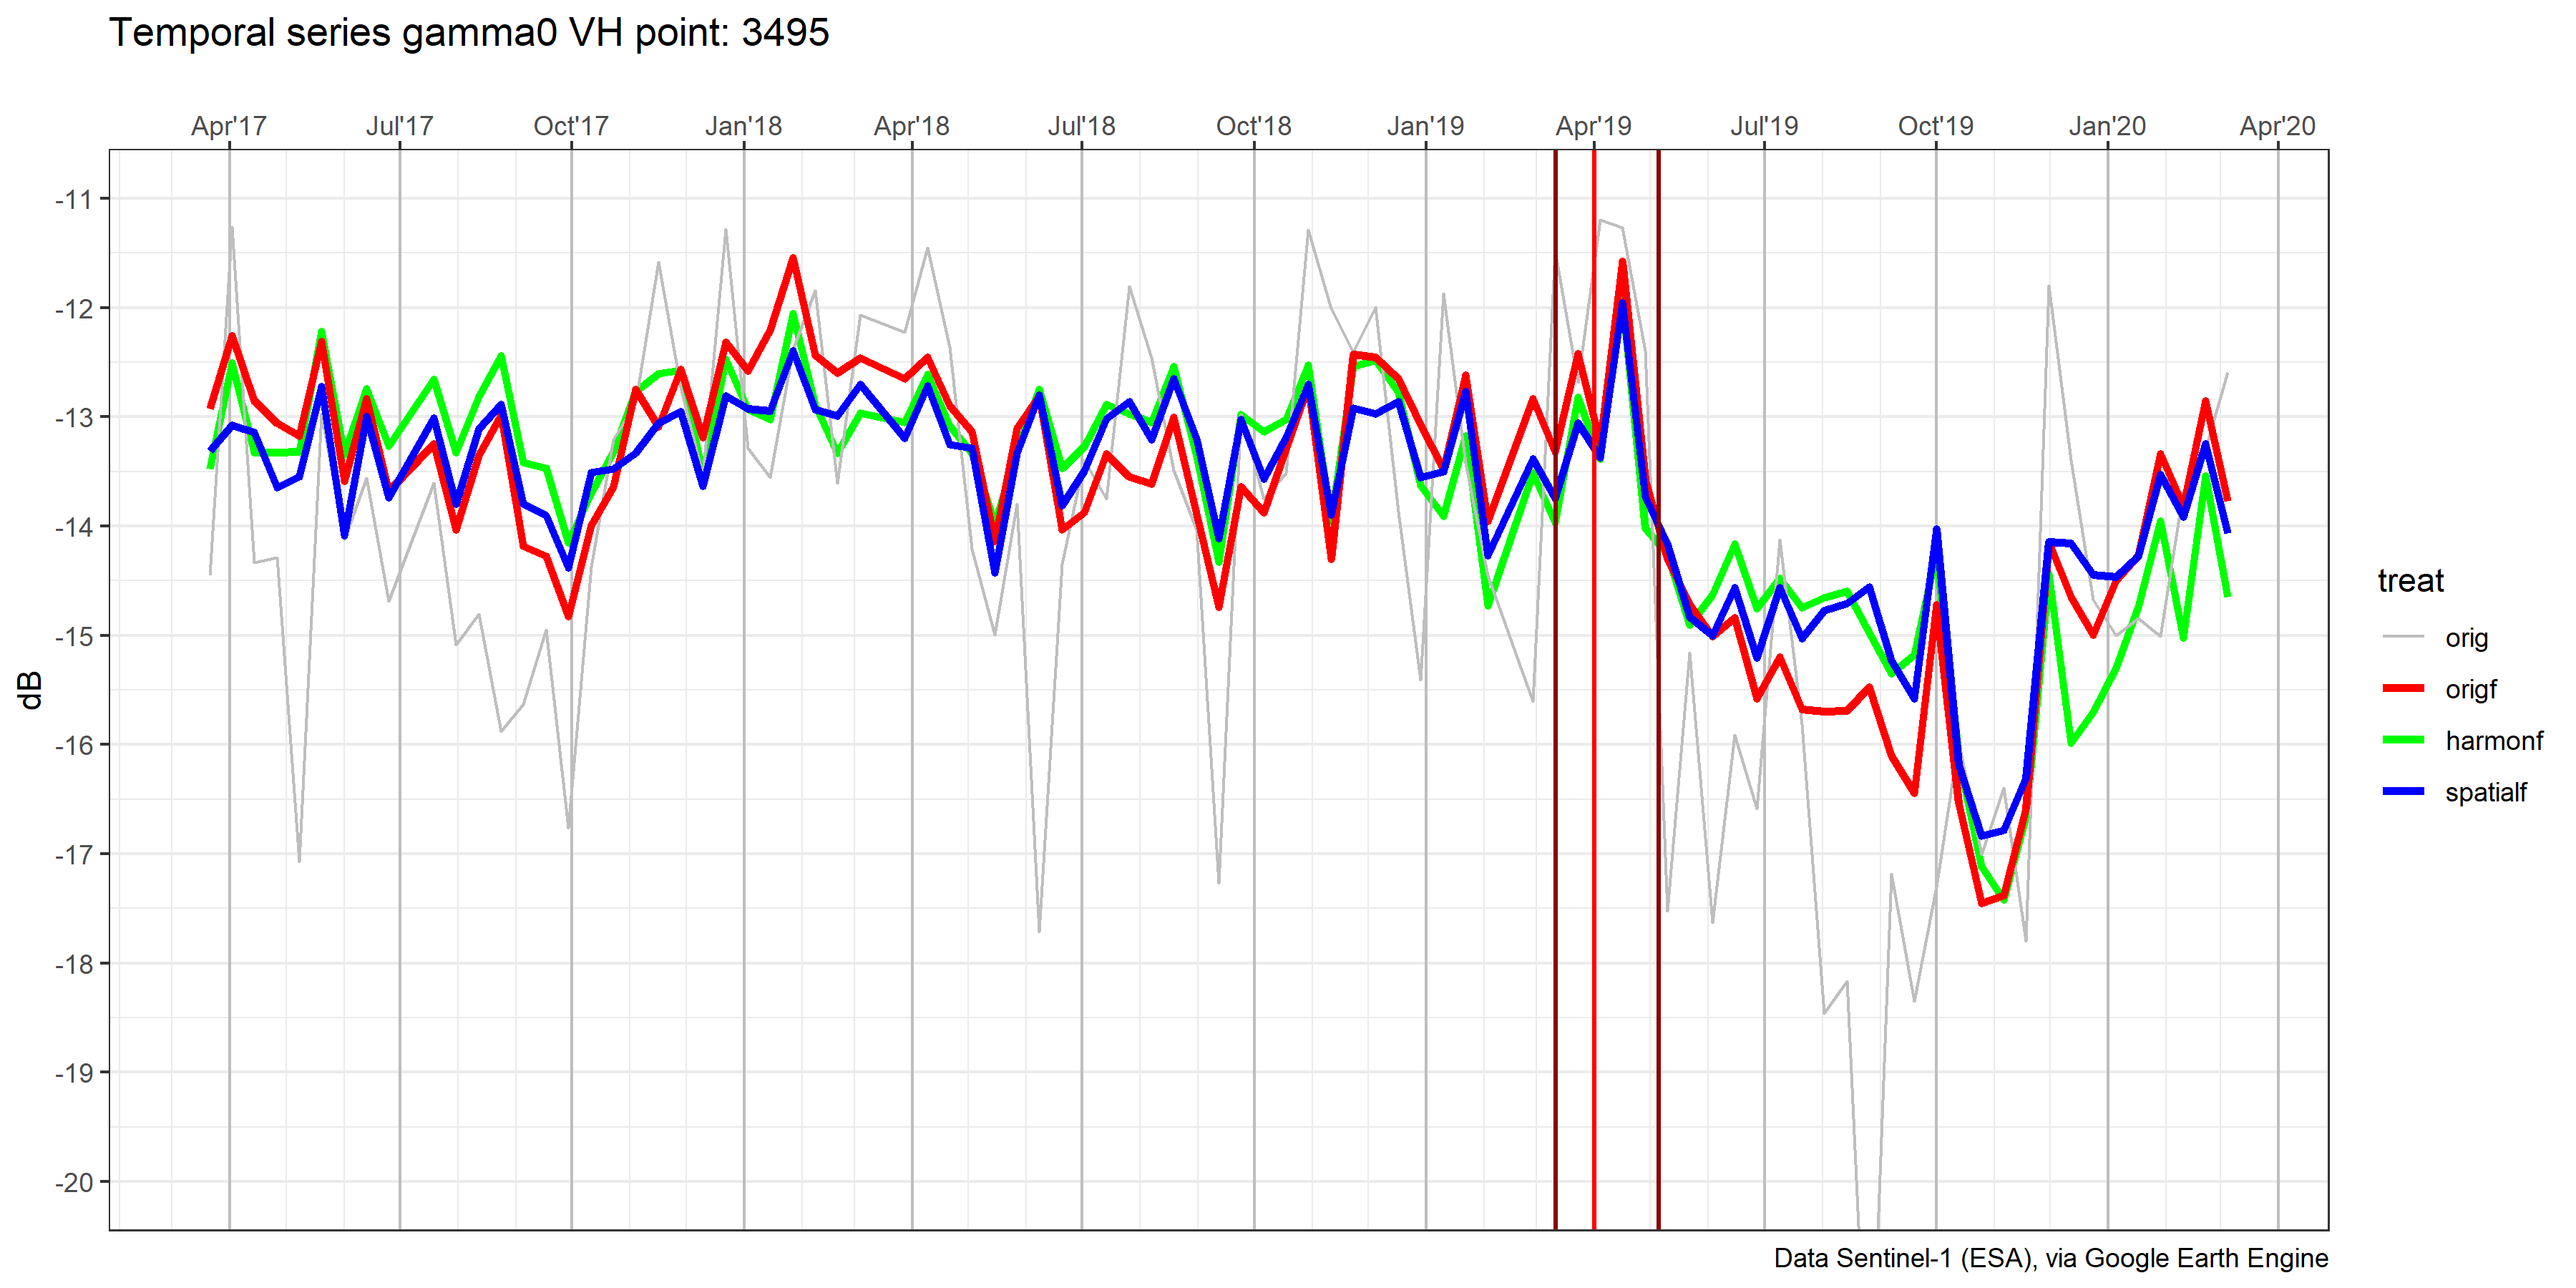 Temporal series gamma0 VH point: 3495
Apr'17 Jul'17 Oct'17 Jan'18 Apr'18 Jul'18 Oct'18 Jan'19 Apr'19 Jul'19 Oct'19 Jan'20 Apr'20
-11
-12
-13
-14
-15
-16
-17
-18
-19
-20
dB
treat
orig
origf
harmonf
spatialf
Data Sentinel-1 (ESA), via Google Earth Engine